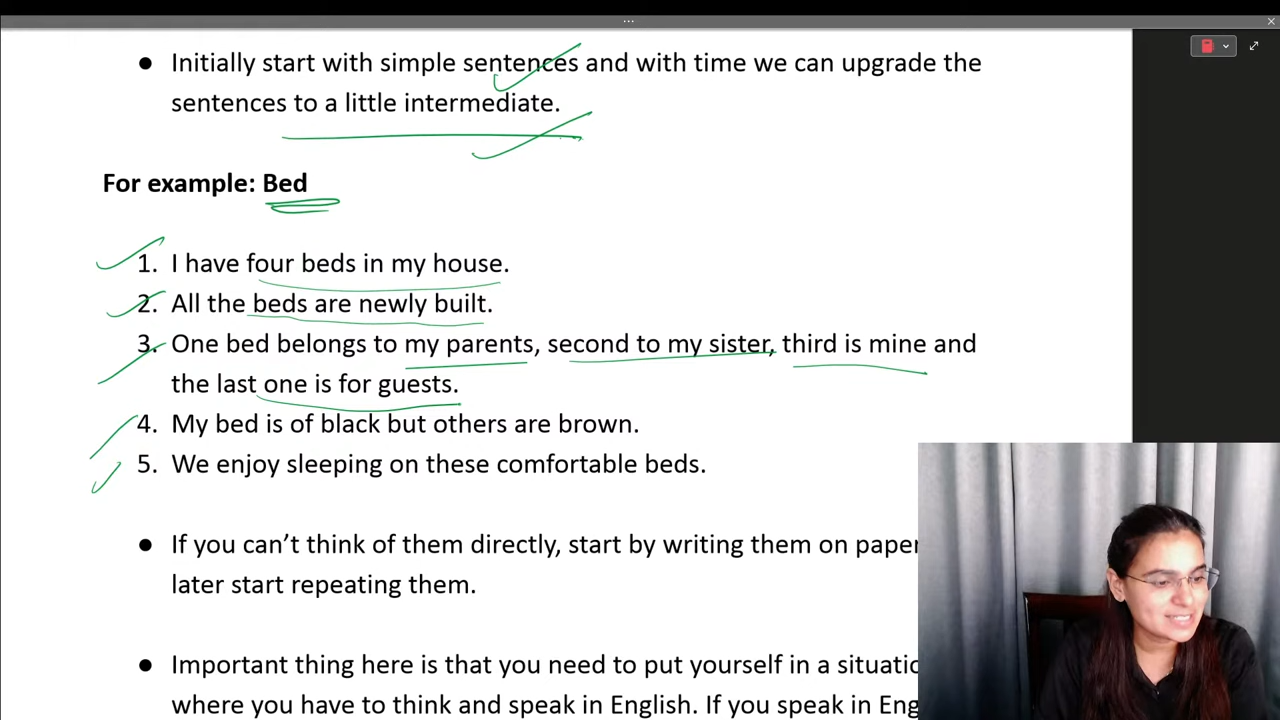 ● Initially start with simple sentences and with time we can upgrade the
sentences to a little intermediate.
For example: Bed
1. I have four beds in my house.
2. All the beds are newly built.
3. One bed belongs to my parents, second to my sister, third is mine and
the last one is for guests.
4. My bed is of black but others are brown.
5. We enjoy sleeping on these comfortable beds.
● If you can’t think of them directly, start by writing them on paper
later start repeating them.
● Important thing here is that you need to put yourself in a situatio
where you have to think and speak in English. If you speak in Eng